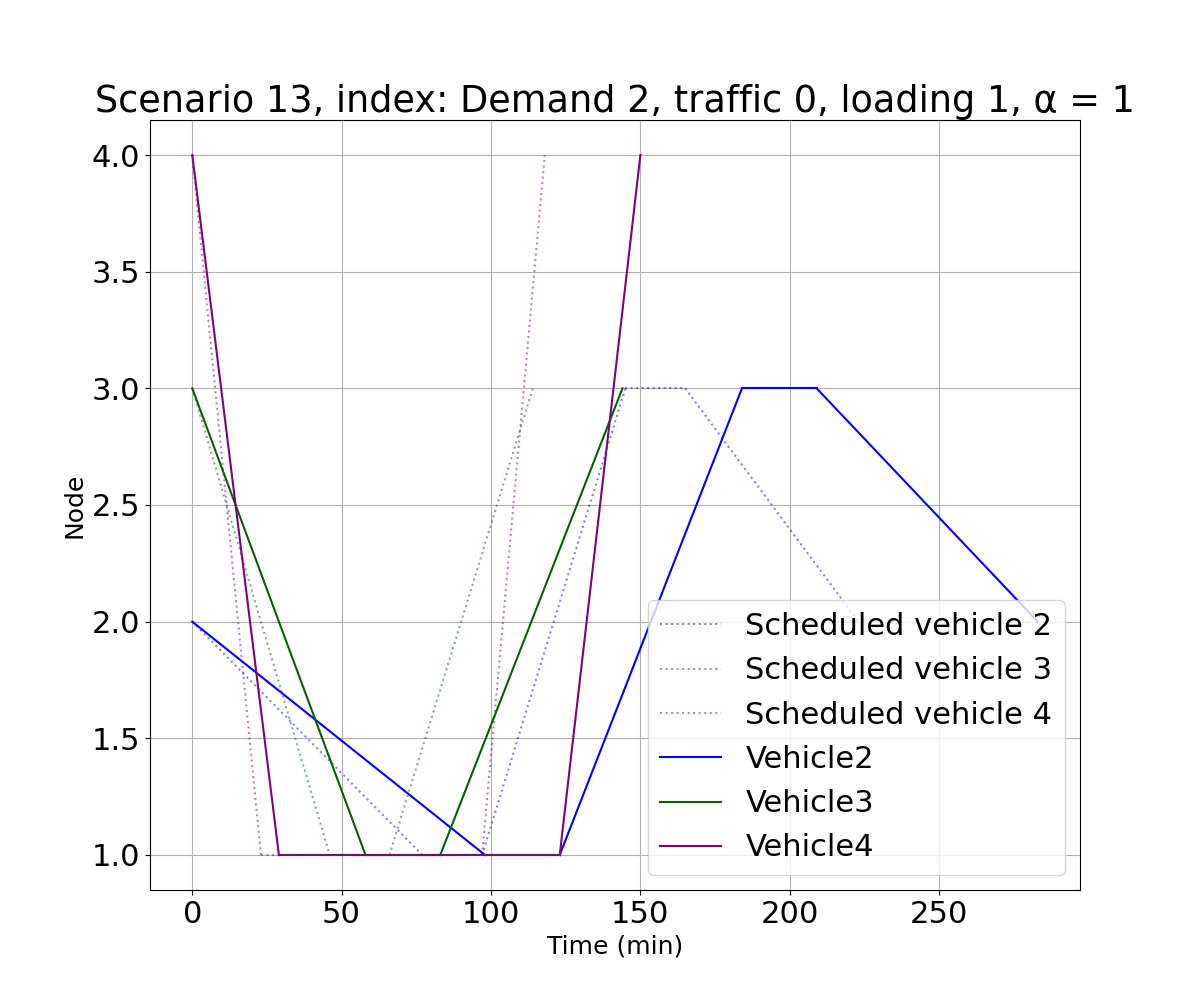 Scenario 13, index: Demand 2, traffic 0, loading 1, α = 1
4.0
3.5
3.0
2.5
2.0
1.5
1.0
Node
Scheduled vehicle 2
Scheduled vehicle 3
Scheduled vehicle 4
Vehicle2
Vehicle3
Vehicle4
0 50 100 150 200 250
Time (min)